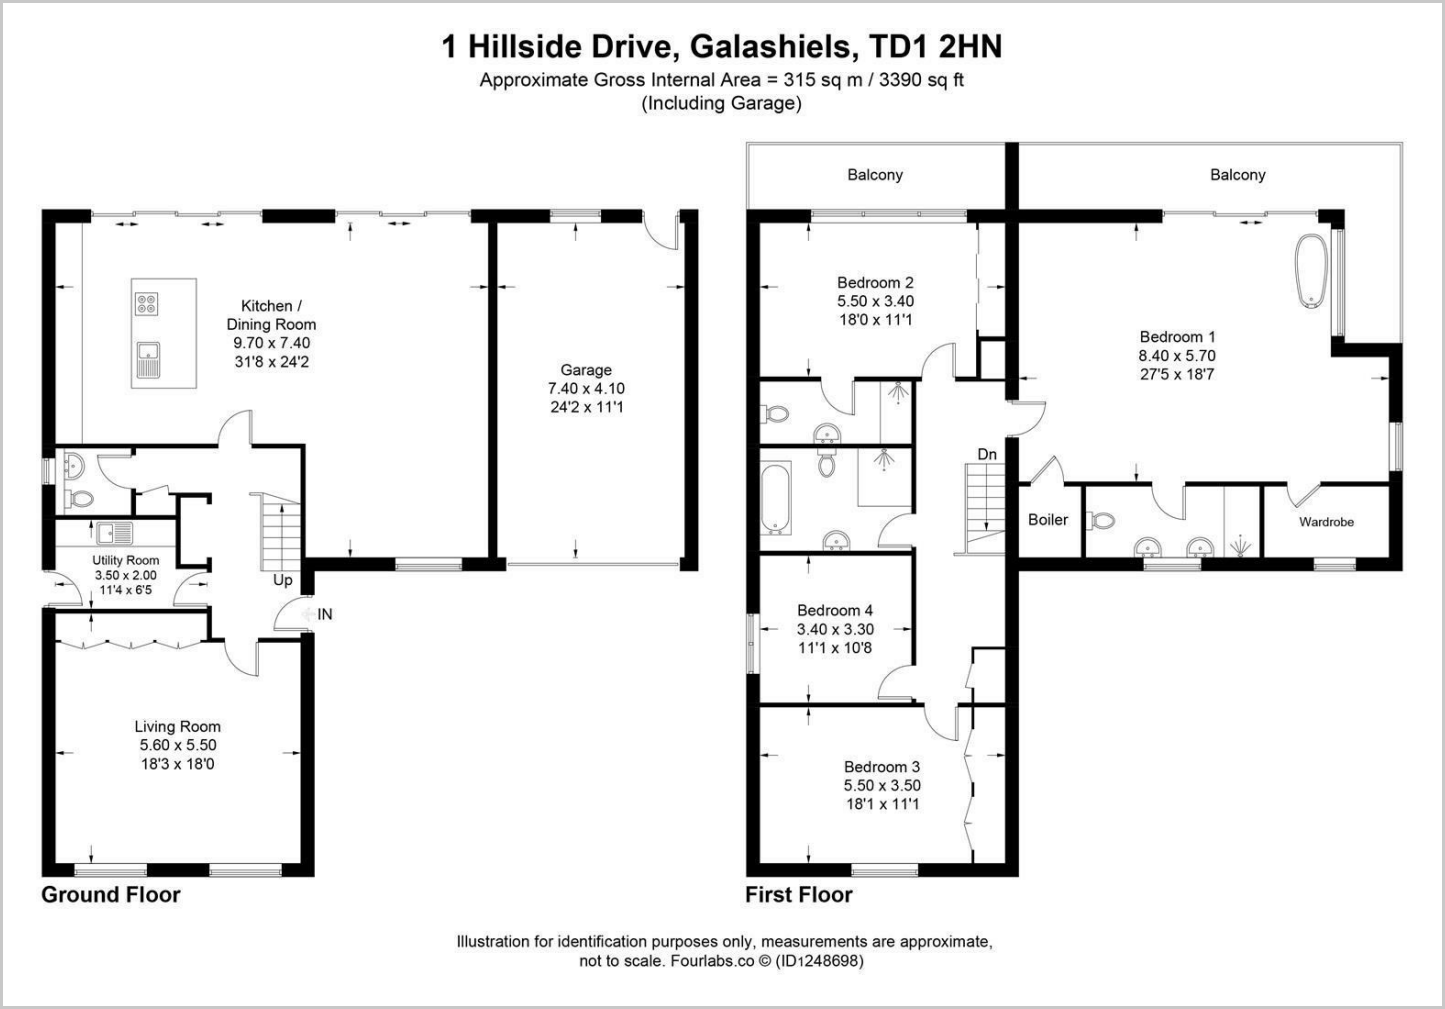 1 Hillside Drive, Galashiels, TD1 2HN
Approximate Gross Internal Area = 315 sq m / 3390 sq ft
(Including Garage)
Kitchen /
Dining Room
9.70 x 7.40
31'8 x 24'2
Garage
7.40 x 4.10
24'2 x 11'1
Utility Room
3.50 x 2.00
11'4 x 6'5
Up
IN
Living Room
5.60 x 5.50
18'3 x 18'0
Ground Floor
Balcony
Balcony
Bedroom 2
5.50 x 3.40
18'0 x 11'1
Bedroom 1
8.40 x 5.70
27'5 x 18'7
Dn
Boiler
Wardrobe
Bedroom 4
3.40 x 3.30
11'1 x 10'8
Bedroom 3
5.50 x 3.50
18'1 x 11'1
First Floor
Illustration for identification purposes only, measurements are approximate,
not to scale. Fourlabs.co © (ID1248698)